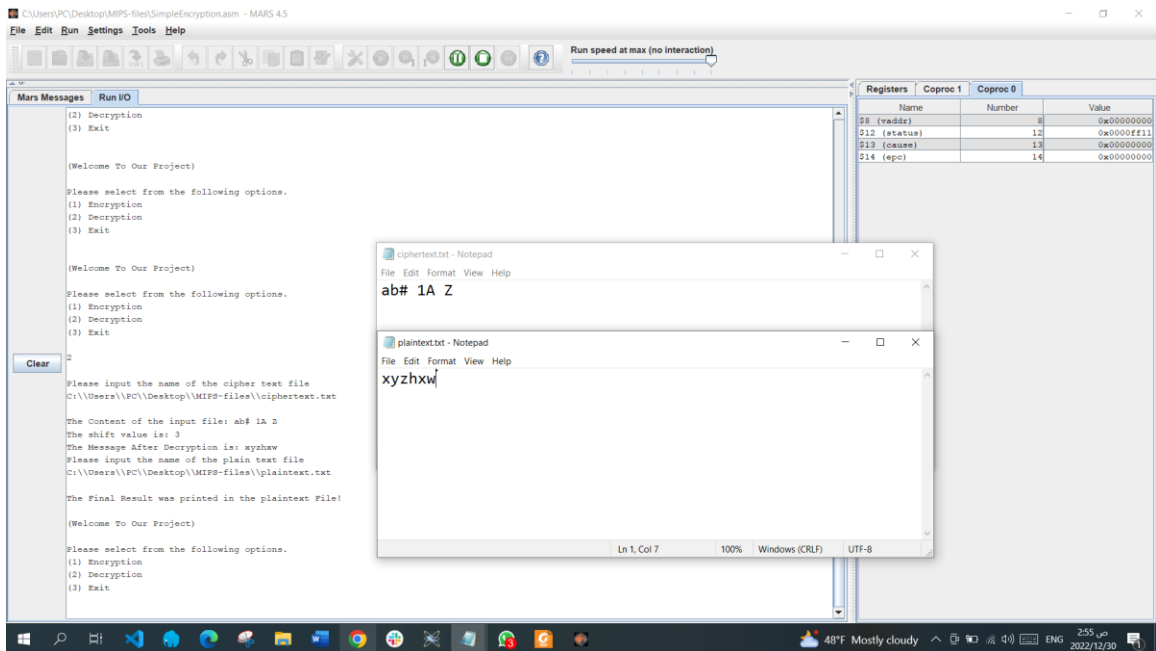 C:\Users\PC\Desktop\MIPS-files\SimpleEncryption.asm - MARS 4.5
File Edit Run Settings Tools Help
Run speed at max (no interaction)
Mars Messages Run I/O
(2) Decryption
(3) Exit
(Welcome To Our Project)
Please select from the following options.
(1) Encryption
(2) Decryption
(3) Exit
(Welcome To Our Project)
Please select from the following options.
(1) Encryption
(2) Decryption
(3) Exit
Clear
2
Please input the name of the cipher text file
C:\\Users\\PC\\Desktop\\MIPS-files\\ciphertext.txt
The Content of the input file: ab# 1A Z
The shift value is: 3
The Message After Decryption is: xyzhxw
Please input the name of the plain text file
C:\\Users\\PC\\Desktop\\MIPS-files\\plaintext.txt
The Final Result was printed in the plaintext File!
(Welcome To Our Project)
Please select from the following options.
(1) Encryption
(2) Decryption
(3) Exit
Registers Coproc 1 Coproc 0
Name Number Value
$8 (vaddr) 8 0x00000000
$12 (status) 12 0x0000ff11
$13 (cause) 13 0x00000000
$14 (epc) 14 0x00000000
ciphertext.txt - Notepad
File Edit Format View Help
ab# 1A Z
plaintext.txt - Notepad
File Edit Format View Help
xyzhxw
Ln 1, Col 7 100% Windows (CRLF) UTF-8
48°F Mostly cloudy ENG 2:55 ص
2022/12/30